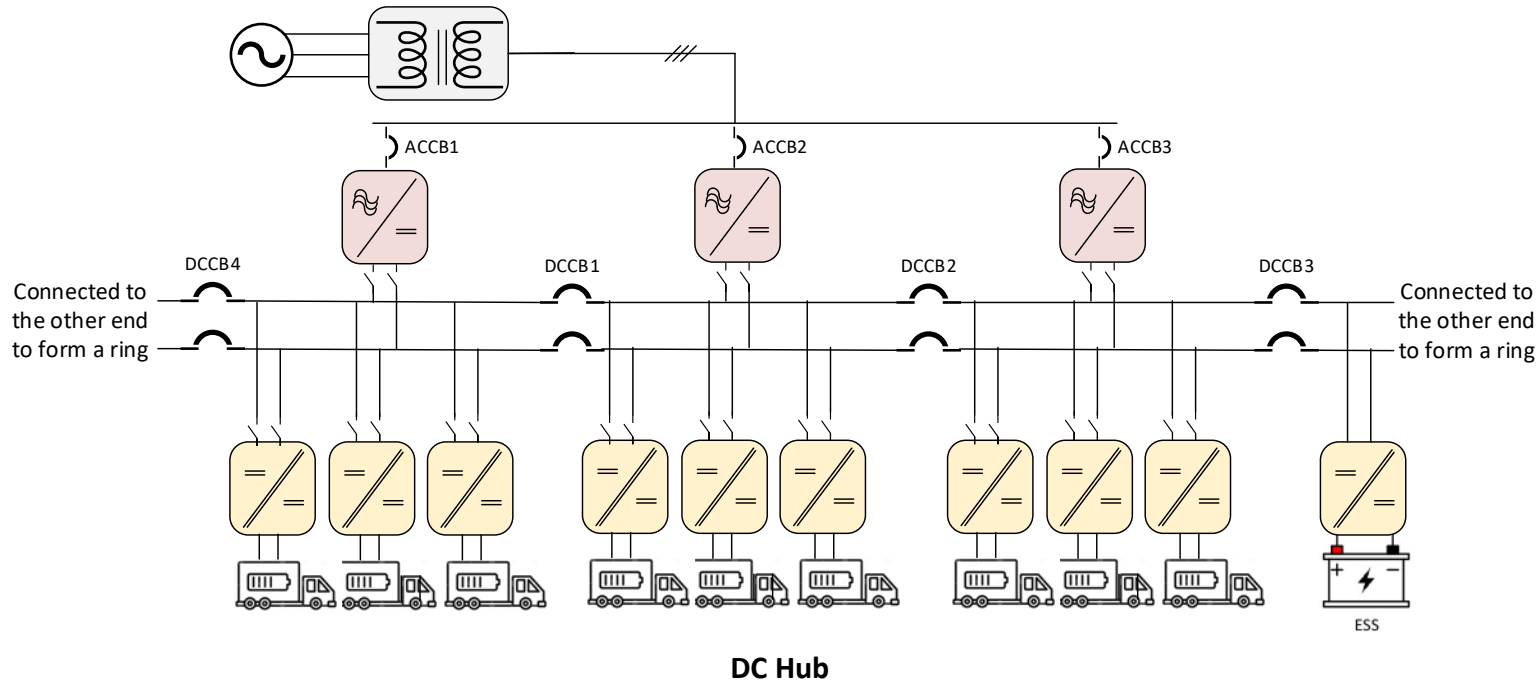 ACCB1
ACCB2
ACCB3
DCCB4
DCCB1
DCCB2
DCCB3
Connected to
the other end
to form a ring
Connected to
the other end
to form a ring
+ −
ESS
DC Hub